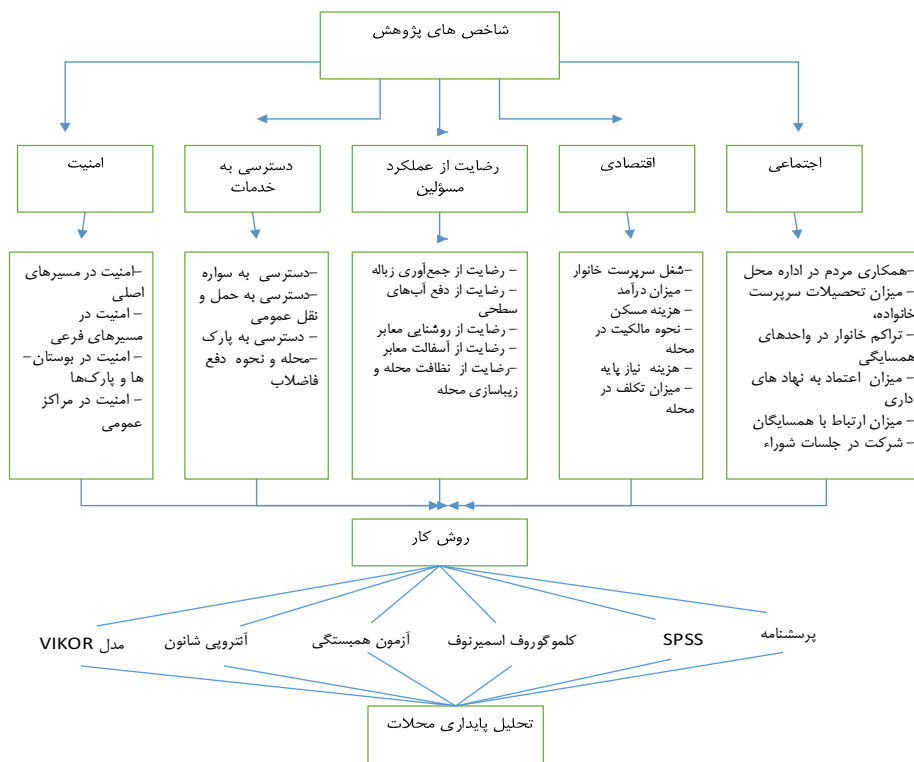 شاخص های پژوهش
اجتماعی
اقتصادی
رضایت از عملکرد
مسؤلین
دسترسی به
خدمات
امنیت
–همکاری مردم در اداره محل
– میزان تحصیلات سرپرست
خانواده،
– تراکم خانوار در واحدهای
همسایگی
– میزان اعتماد به نهاد های
داری
– میزان ارتباط با همسایگان
– شرکت در جلسات شوراء
–شغل سرپرست خانوار
– میزان درآمد
– هزینه مسکن
– نحوه مالکیت در
محله
– هزینه نیاز پایه
– میزان تکلف در
محله
– رضایت از جمع‌آوری زباله
– رضایت از دفع آب‌های
سطحی
– رضایت از روشنایی معابر
– رضایت از آسفالت معابر
–رضایت از نظافت محله و
زیباسازی محله
–دسترسی به سواره
–دسترسی به حمل و
نقل عمومی
– دسترسی به پارک
–محله و نحوه دفع
فاضلاب
–امنیت در مسیرهای
اصلی
– امنیت در
مسیرهای فرعی
– امنیت در بوستان–
ها و پارک‌ها
– امنیت در مراکز
عمومی
روش کار
پرسشنامه
SPSS
کلموگوروف اسمیرنوف
آزمون همبستگی
آنتروپی شانون
مدل VIKOR
تحلیل پایداری محلات